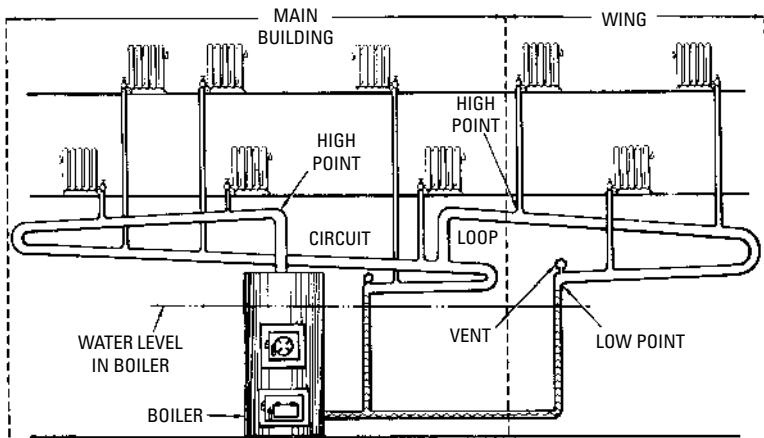 MAIN
BUILDING
WING
HIGH
POINT
HIGH
POINT
CIRCUIT
LOOP
WATER LEVEL
IN BOILER
VENT
LOW POINT
BOILER